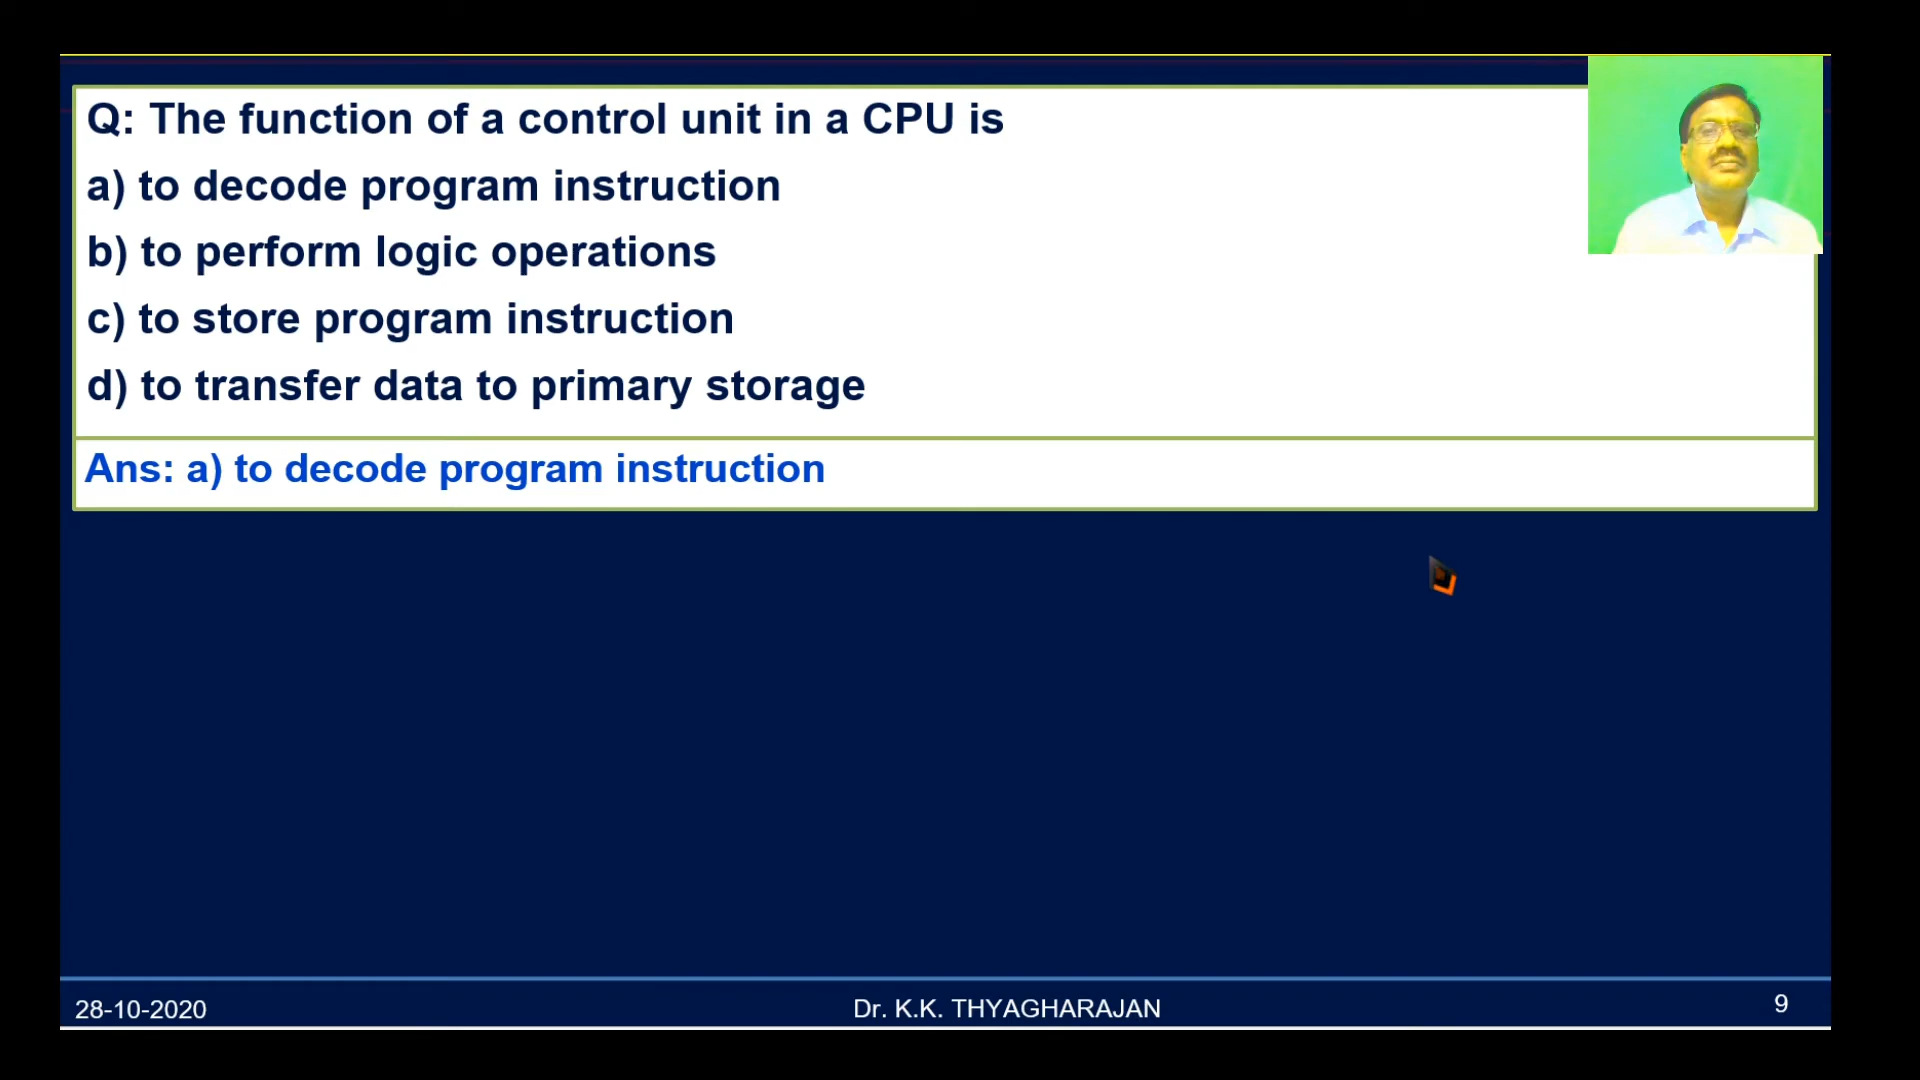 Q: The function of a control unit in a CPU is
a) to decode program instruction
b) to perform logic operations
c) to store program instruction
d) to transfer data to primary storage
Ans: a) to decode program instruction
28-10-2020
Dr. K.K. THYAGHARAJAN
9